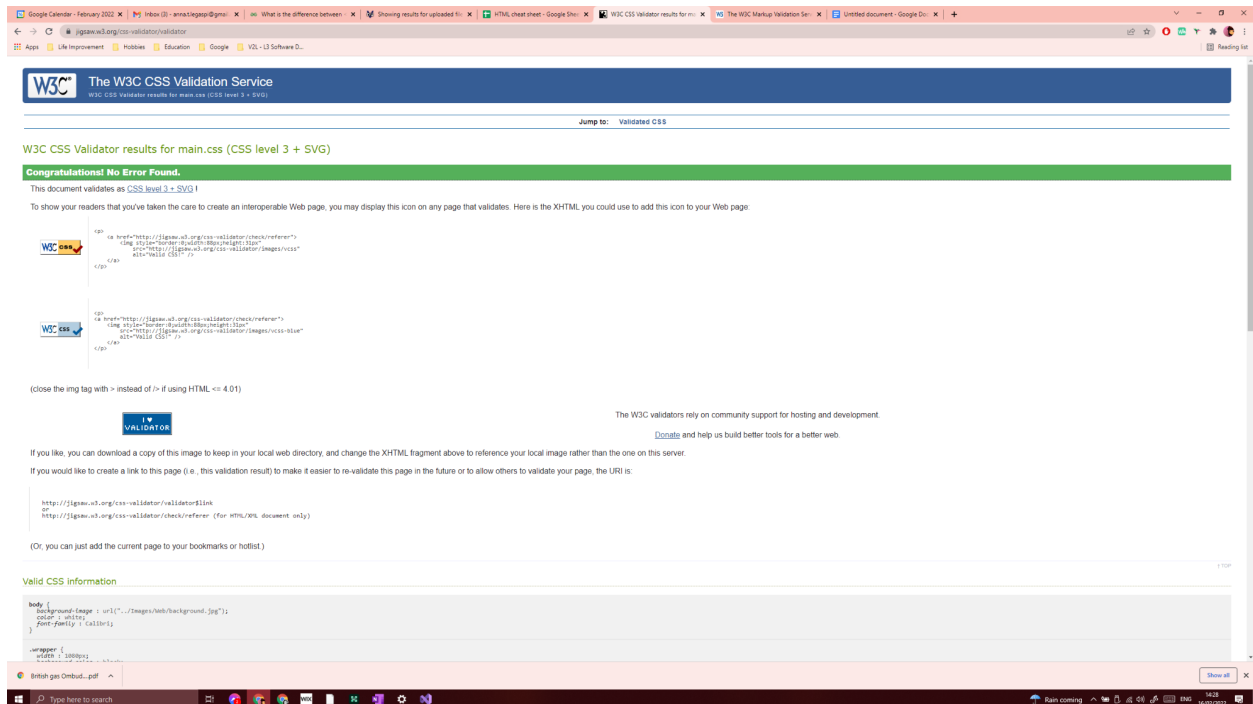 Google Calendar - February 2022
Inbox (3) - anna.t.legaspi@gmail
What is the difference between
Showing results for uploaded file
HTML cheat sheet - Google Shee
W3C CSS Validator results for ma
The W3C Markup Validation Serv
Untitled document - Google Doc
jigsaw.w3.org/css-validator/validator
Apps Life Improvement Hobbies Education Google V2L - L3 Software D...
Reading list
W3C®
The W3C CSS Validation Service
W3C CSS Validator results for main.css (CSS level 3 + SVG)
Jump to: Validated CSS
W3C CSS Validator results for main.css (CSS level 3 + SVG)
Congratulations! No Error Found.
This document validates as CSS level 3 + SVG !
To show your readers that you've taken the care to create an interoperable Web page, you may display this icon on any page that validates. Here is the XHTML you could use to add this icon to your Web page:
W3C css
<p>
<a href="http://jigsaw.w3.org/css-validator/check/referer">
<img style="border:0;width:88px;height:31px"
src="http://jigsaw.w3.org/css-validator/images/vcss"
alt="Valid CSS!" />
</a>
</p>
W3C css
<p>
<a href="http://jigsaw.w3.org/css-validator/check/referer">
<img style="border:0;width:88px;height:31px"
src="http://jigsaw.w3.org/css-validator/images/vcss-blue"
alt="Valid CSS!" />
</a>
</p>
(close the img tag with > instead of /> if using HTML <= 4.01)
I ♥
VALIDATOR
The W3C validators rely on community support for hosting and development.
Donate and help us build better tools for a better web.
If you like, you can download a copy of this image to keep in your local web directory, and change the XHTML fragment above to reference your local image rather than the one on this server.
If you would like to create a link to this page (i.e., this validation result) to make it easier to re-validate this page in the future or to allow others to validate your page, the URI is:
http://jigsaw.w3.org/css-validator/validator$link
or
http://jigsaw.w3.org/css-validator/check/referer (for HTML/XML document only)
(Or, you can just add the current page to your bookmarks or hotlist.)
↑ TOP
Valid CSS information
body {
background-image : url("../Images/Web/background.jpg");
color : white;
font-family : Calibri;
}
.wrapper {
width : 1080px;
British gas Ombud....pdf
Show all
Type here to search
WIX
Rain coming
ENG
14:28
16/02/2022